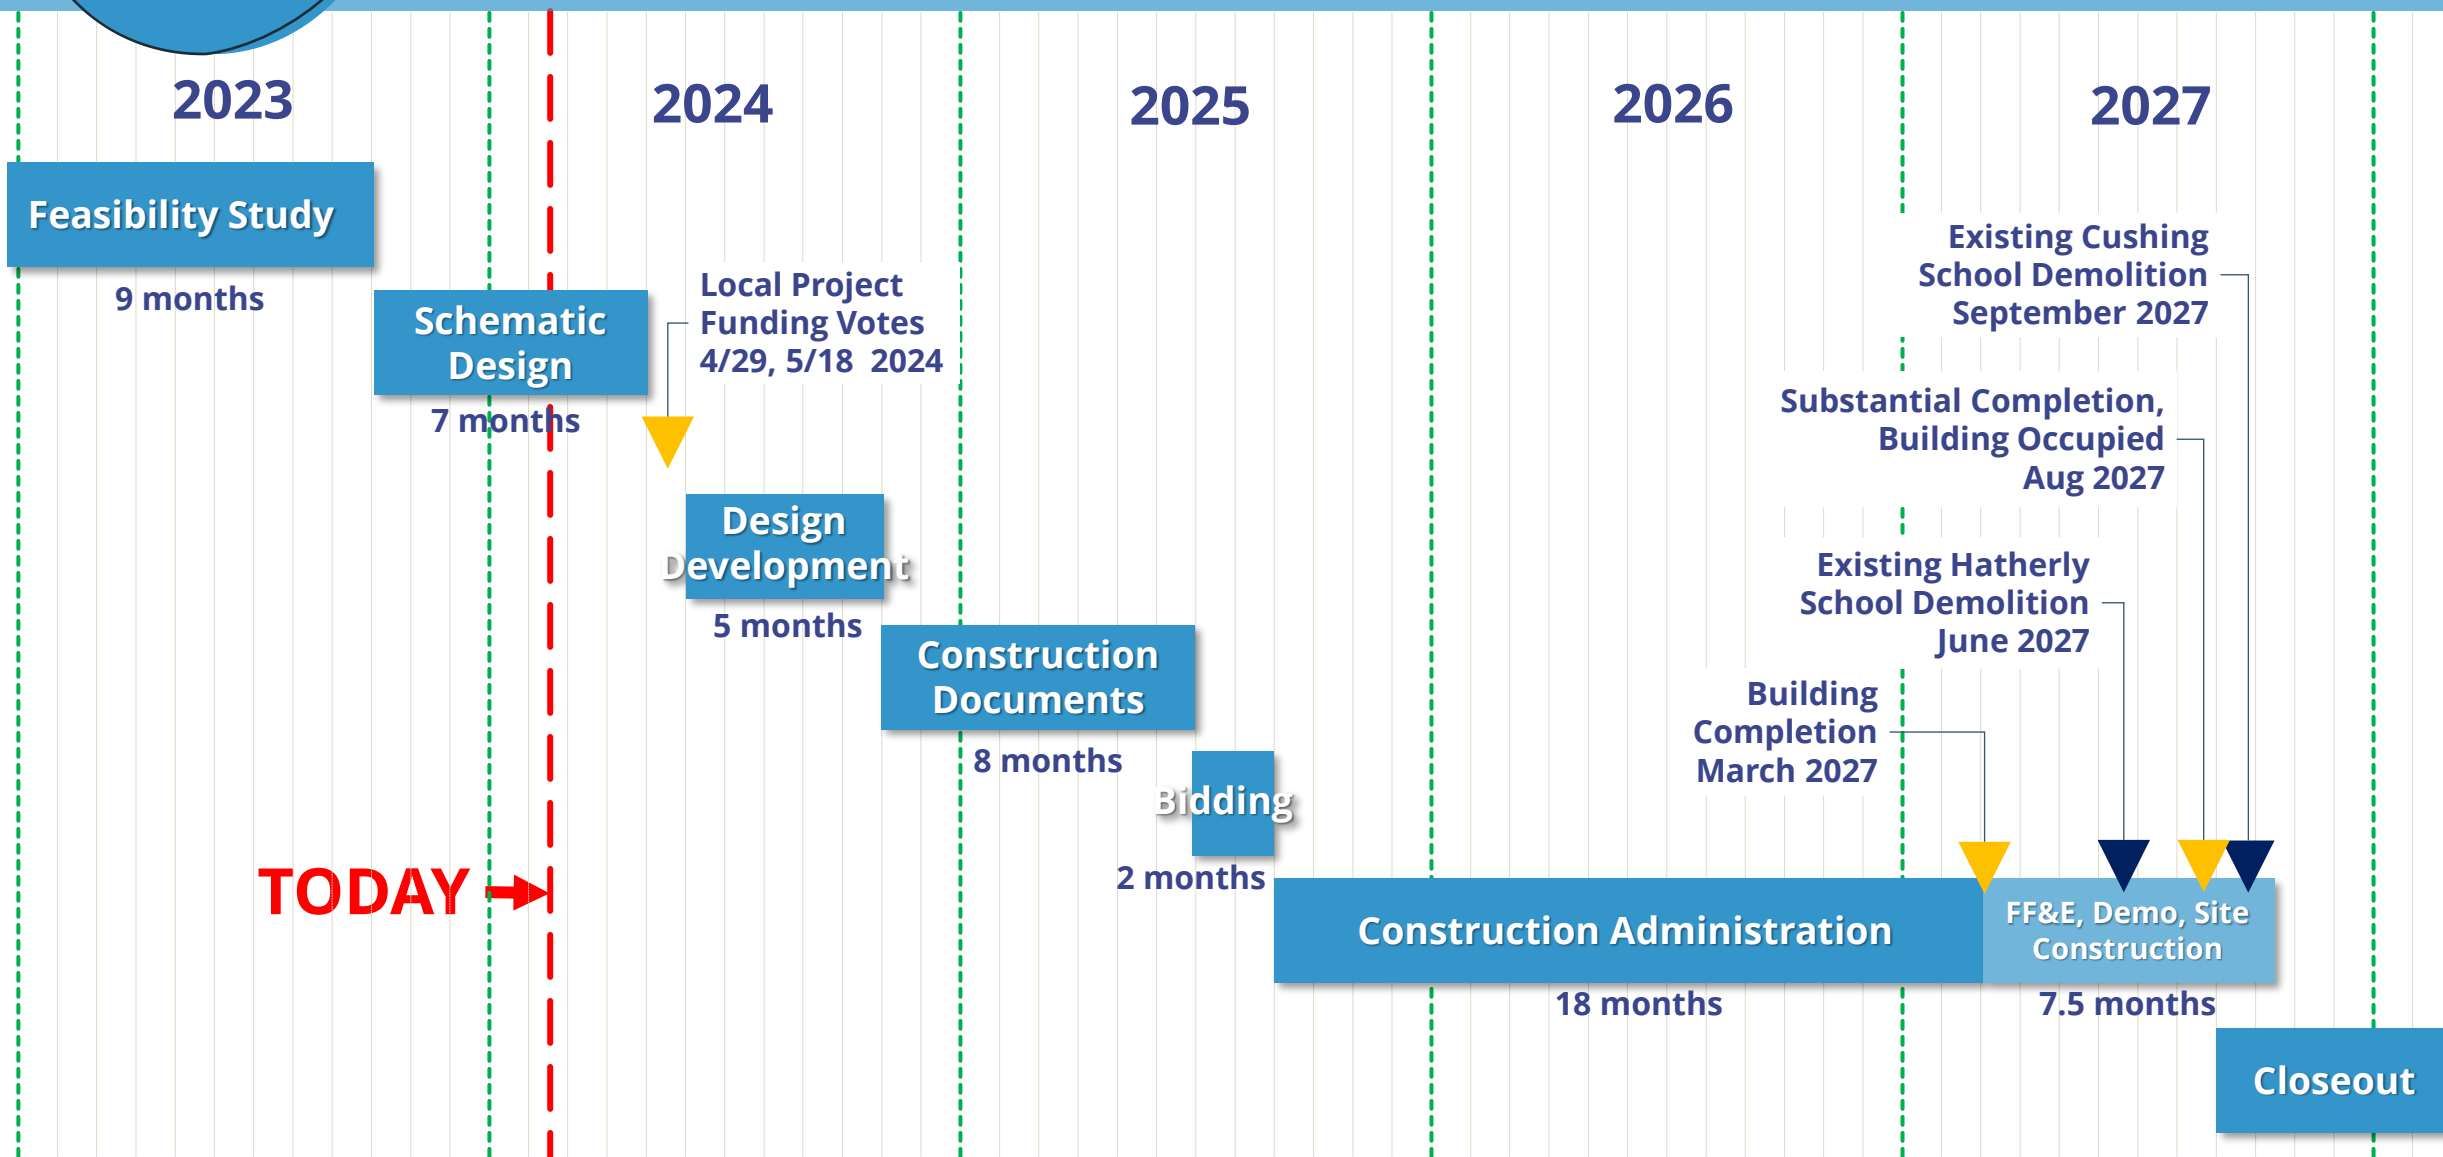 2023
2024
2025
2026
2027
Feasibility Study
9 months
Schematic
Design
7 months
Local Project
Funding Votes
4/29, 5/18  2024
Design
Development
5 months
Construction
Documents
8 months
Bidding
2 months
Existing Cushing
School Demolition
September 2027
Substantial Completion,
Building Occupied
Aug 2027
Existing Hatherly
School Demolition
June 2027
Building
Completion
March 2027
TODAY
Construction Administration
18 months
FF&E, Demo, Site
Construction
7.5 months
Closeout